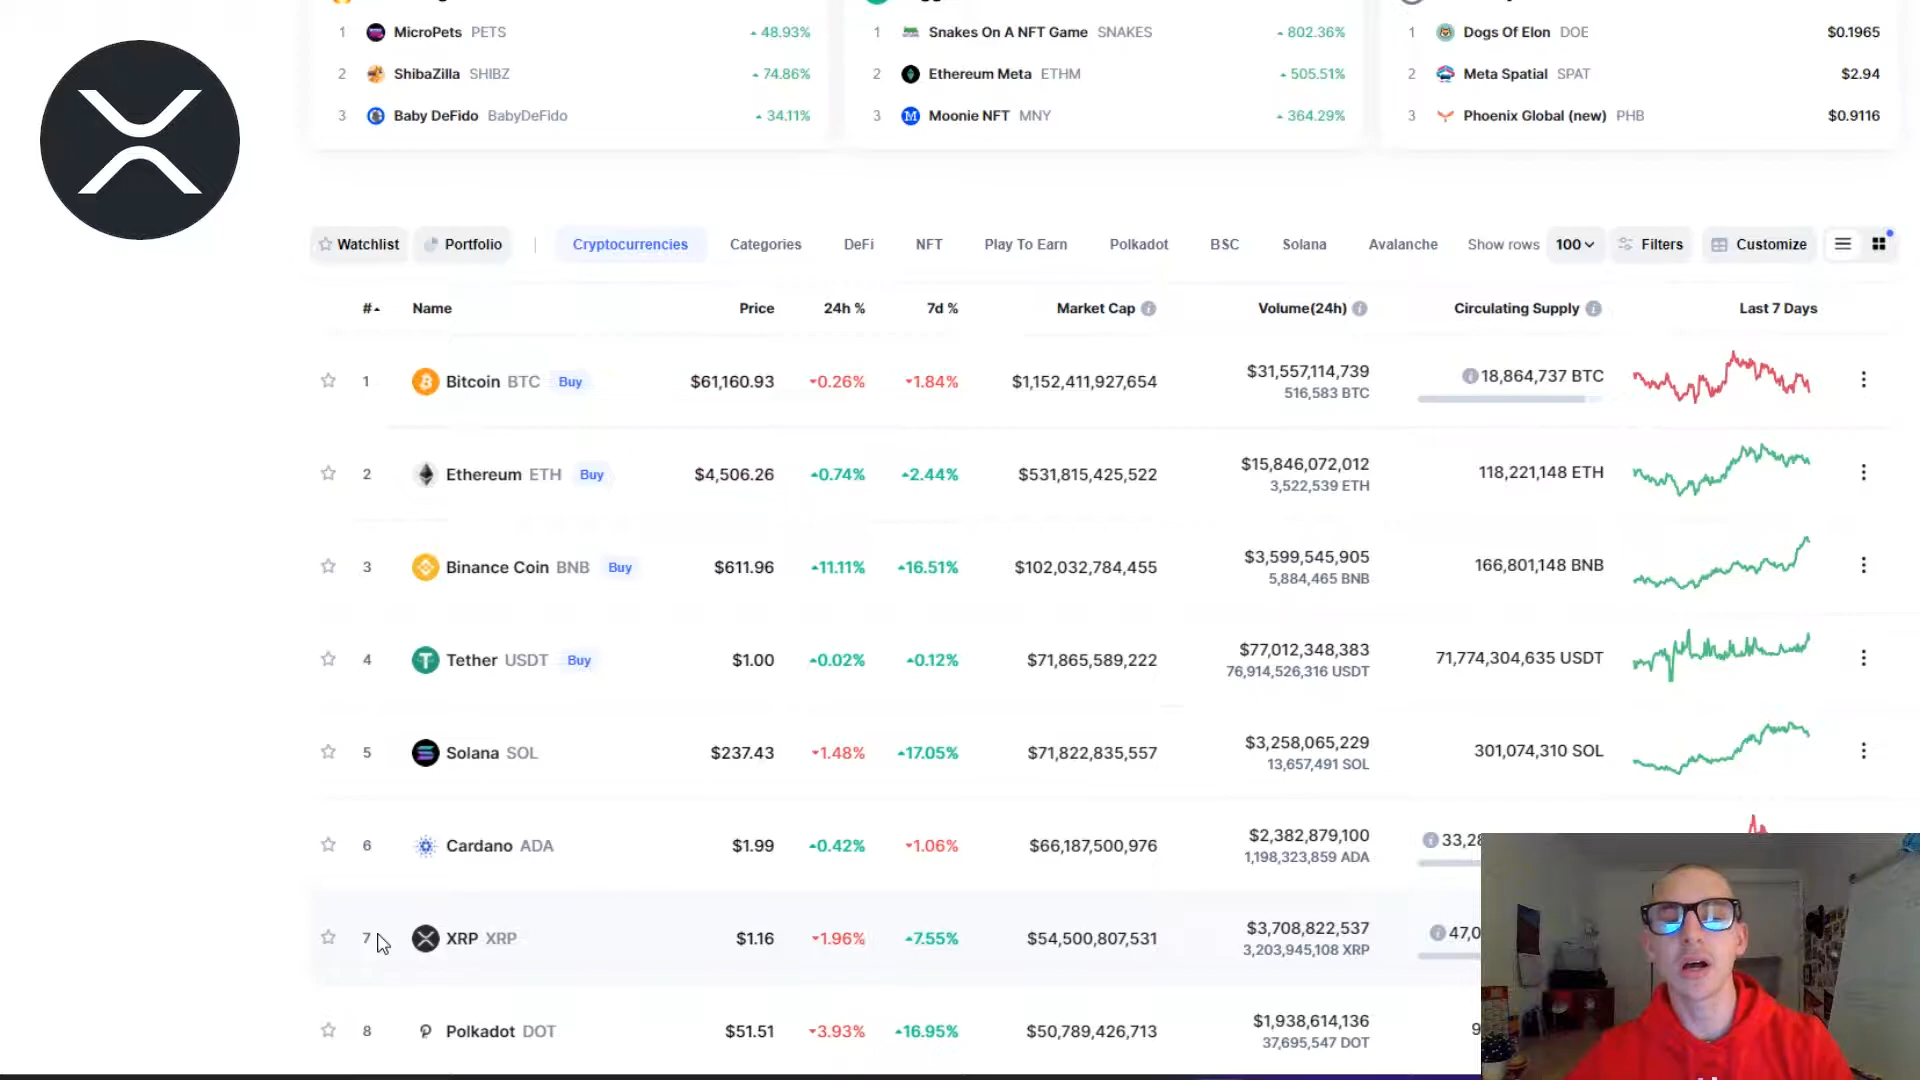 1 MicroPets PETS 48.93%
2 ShibaZilla SHIBZ 74.86%
3 Baby DeFido BabyDeFido 34.11%
1 Snakes On A NFT Game SNAKES 802.36%
2 Ethereum Meta ETHM 505.51%
3 Moonie NFT MNY 364.29%
1 Dogs Of Elon DOE $0.1965
2 Meta Spatial SPAT $2.94
3 Phoenix Global (new) PHB $0.9116
Watchlist Portfolio Cryptocurrencies Categories DeFi NFT Play To Earn Polkadot BSC Solana Avalanche Show rows 100 Filters Customize
# Name Price 24h % 7d % Market Cap Volume(24h) Circulating Supply Last 7 Days
1 Bitcoin BTC Buy $61,160.93 0.26% 1.84% $1,152,411,927,654 $31,557,114,739 18,864,737 BTC
516,583 BTC
2 Ethereum ETH Buy $4,506.26 0.74% 2.44% $531,815,425,522 $15,846,072,012 118,221,148 ETH
3,522,539 ETH
3 Binance Coin BNB Buy $611.96 11.11% 16.51% $102,032,784,455 $3,599,545,905 166,801,148 BNB
5,884,465 BNB
4 Tether USDT Buy $1.00 0.02% 0.12% $71,865,589,222 $77,012,348,383 71,774,304,635 USDT
76,914,526,316 USDT
5 Solana SOL $237.43 1.48% 17.05% $71,822,835,557 $3,258,065,229 301,074,310 SOL
13,657,491 SOL
6 Cardano ADA $1.99 0.42% 1.06% $66,187,500,976 $2,382,879,100 33,28
1,198,323,859 ADA
7 XRP XRP $1.16 1.96% 7.55% $54,500,807,531 $3,708,822,537 47,0
3,203,945,108 XRP
8 Polkadot DOT $51.51 3.93% 16.95% $50,789,426,713 $1,938,614,136 9
37,695,547 DOT